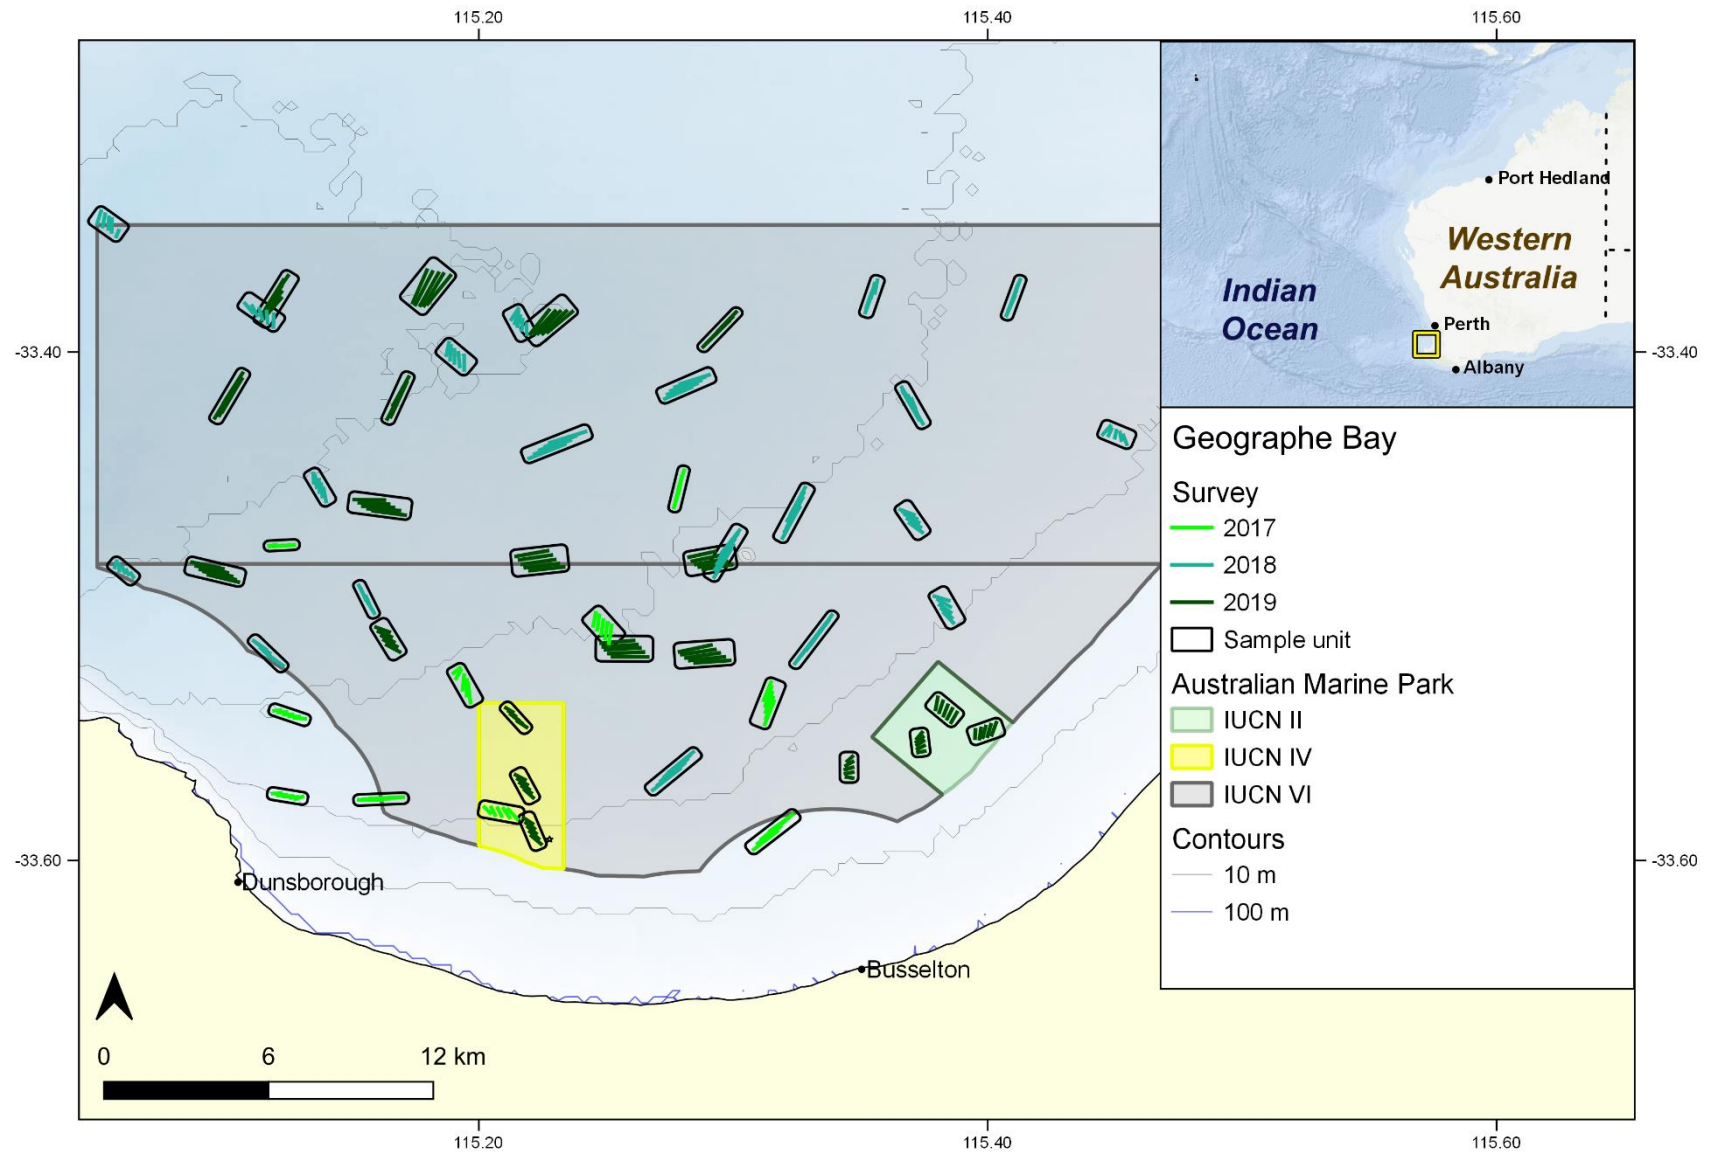 115.20
115.40
115.60
Port Hedland
Western
Australia
Indian
Ocean
Perth
Albany
-33.40
-33.40
Geographe Bay
Survey
2017
2018
2019
Sample unit
Australian Marine Park
IUCN II
IUCN IV
IUCN VI
Contours
10 m
100 m
-33.60
-33.60
Dunsborough
Busselton
0 6 12 km
115.20
115.40
115.60